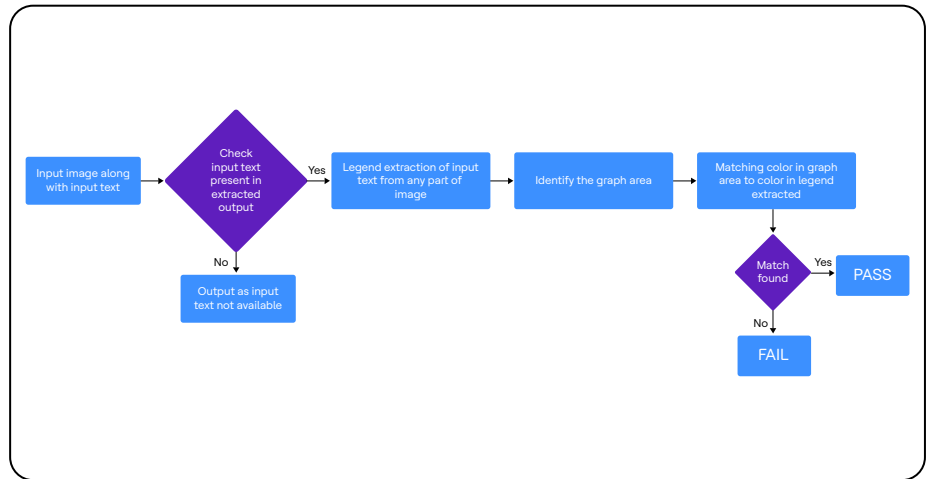 Input image along
with input text
Check
input text
present in
extracted
output
Yes
Legend extraction of input
text from any part of
image
Identify the graph area
Matching color in graph
area to color in legend
extracted
No
Output as input
text not available
Match
found
Yes
PASS
No
FAIL